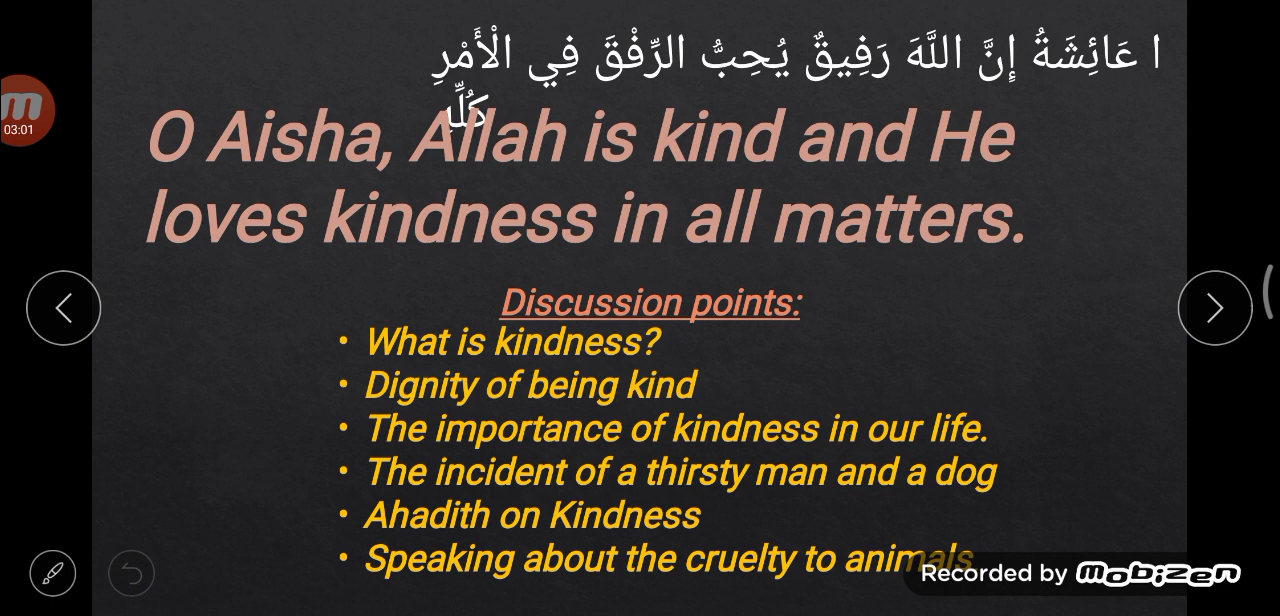 ا عَائِشَةُ إِنَّ اللَّهَ رَفِيقٌ يُحِبُّ الرِّفْقَ فِي الْأَمْرِ
كُلِّهِ
O Aisha, Allah is kind and He
loves kindness in all matters.
03:01
Discussion points:
• What is kindness?
• Dignity of being kind
• The importance of kindness in our life.
• The incident of a thirsty man and a dog
• Ahadith on Kindness
• Speaking about the cruelty to animals
Recorded by mobizen